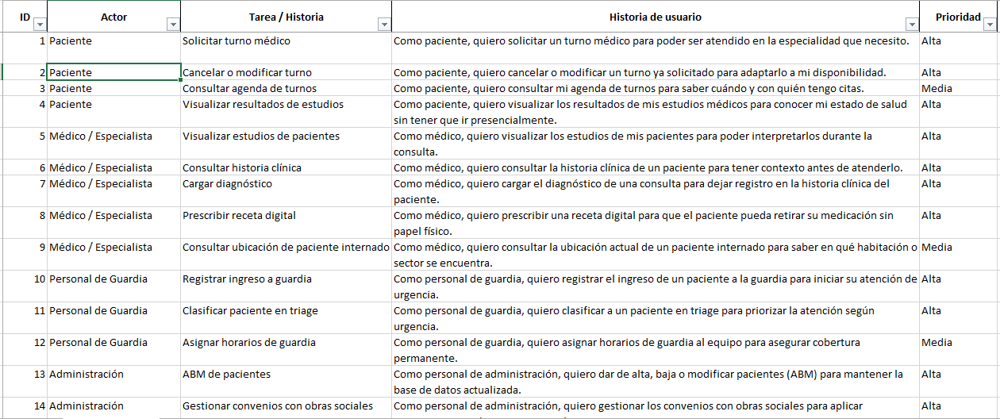 ID Actor Tarea / Historia Historia de usuario Prioridad
1 Paciente Solicitar turno médico Como paciente, quiero solicitar un turno médico para poder ser atendido en la especialidad que necesito. Alta
2 Paciente Cancelar o modificar turno Como paciente, quiero cancelar o modificar un turno ya solicitado para adaptarlo a mi disponibilidad. Alta
3 Paciente Consultar agenda de turnos Como paciente, quiero consultar mi agenda de turnos para saber cuándo y con quién tengo citas. Media
4 Paciente Visualizar resultados de estudios Como paciente, quiero visualizar los resultados de mis estudios médicos para conocer mi estado de salud Alta
sin tener que ir presencialmente.
5 Médico / Especialista Visualizar estudios de pacientes Como médico, quiero visualizar los estudios de mis pacientes para poder interpretarlos durante la Alta
consulta.
6 Médico / Especialista Consultar historia clínica Como médico, quiero consultar la historia clínica de un paciente para tener contexto antes de atenderlo. Alta
7 Médico / Especialista Cargar diagnóstico Como médico, quiero cargar el diagnóstico de una consulta para dejar registro en la historia clínica del Alta
paciente.
8 Médico / Especialista Prescribir receta digital Como médico, quiero prescribir una receta digital para que el paciente pueda retirar su medicación sin Alta
papel físico.
9 Médico / Especialista Consultar ubicación de paciente internado Como médico, quiero consultar la ubicación actual de un paciente internado para saber en qué habitación o Media
sector se encuentra.
10 Personal de Guardia Registrar ingreso a guardia Como personal de guardia, quiero registrar el ingreso de un paciente a la guardia para iniciar su atención de Alta
urgencia.
11 Personal de Guardia Clasificar paciente en triage Como personal de guardia, quiero clasificar a un paciente en triage para priorizar la atención según Alta
urgencia.
12 Personal de Guardia Asignar horarios de guardia Como personal de guardia, quiero asignar horarios de guardia al equipo para asegurar cobertura Media
permanente.
13 Administración ABM de pacientes Como personal de administración, quiero dar de alta, baja o modificar pacientes (ABM) para mantener la Alta
base de datos actualizada.
14 Administración Gestionar convenios con obras sociales Como personal de administración, quiero gestionar los convenios con obras sociales para aplicar Alta